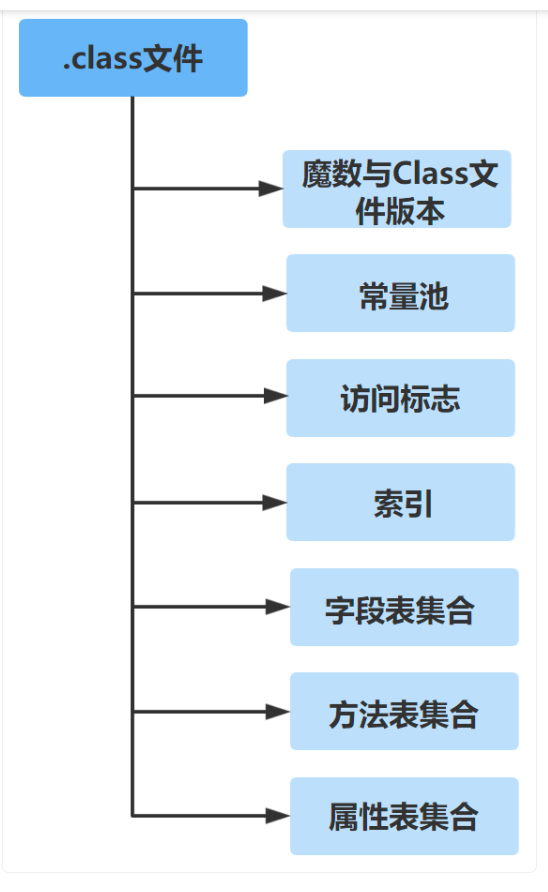 .class文件
魔数与Class文
件版本
常量池
访问标志
索引
字段表集合
方法表集合
属性表集合